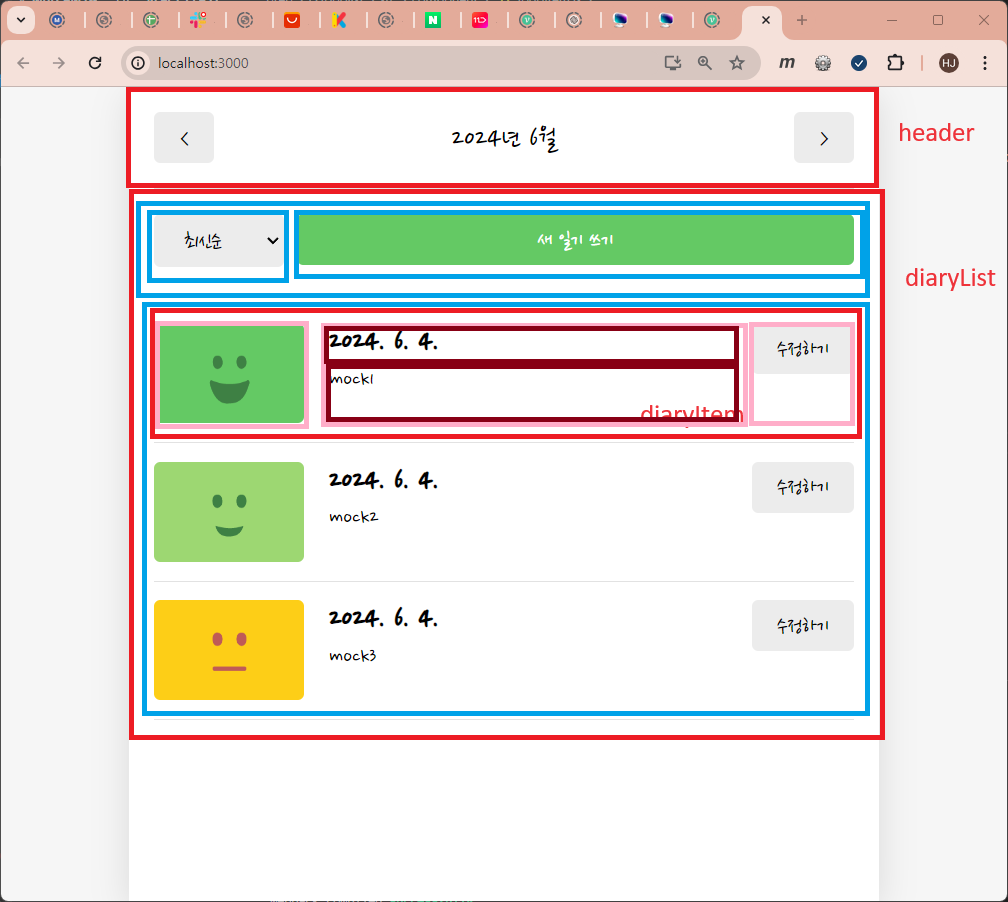 localhost:3000
m
HJ
2024년 6월
header
최신순
새 일기 쓰기
diaryList
2024. 6. 4.
수정하기
mock1
diaryItem
2024. 6. 4.
수정하기
mock2
2024. 6. 4.
수정하기
mock3